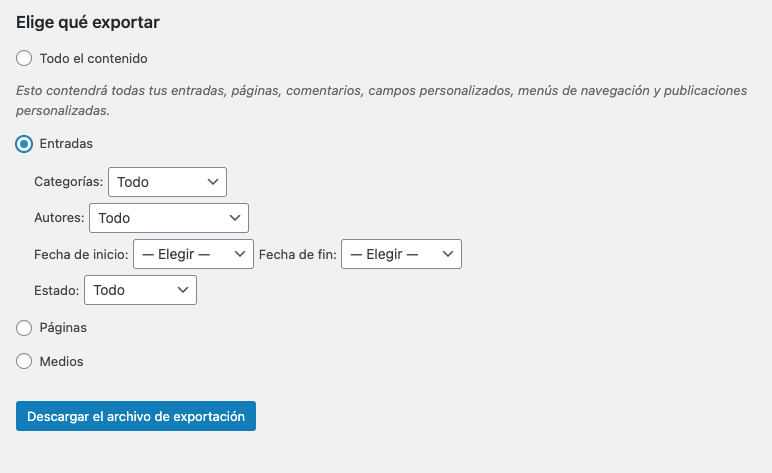 Elige qué exportar
Todo el contenido
Esto contendrá todas tus entradas, páginas, comentarios, campos personalizados, menús de navegación y publicaciones
personalizadas.
Entradas
Categorías: Todo
Autores: Todo
Fecha de inicio: — Elegir — Fecha de fin: — Elegir —
Estado: Todo
Páginas
Medios
Descargar el archivo de exportación